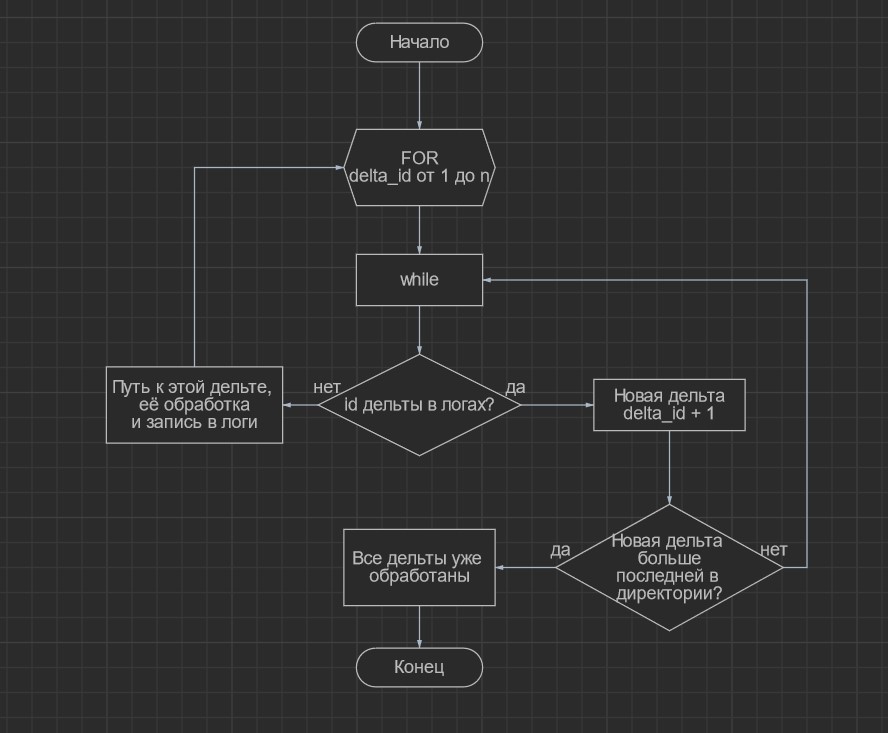 Начало
FOR
delta_id от 1 до n
while
нет
да
Путь к этой дельте,
её обработка
и запись в логи
id дельты в логах?
Новая дельта
delta_id + 1
да
нет
Все дельты уже
обработаны
Новая дельта
больше
последней в
директории?
Конец